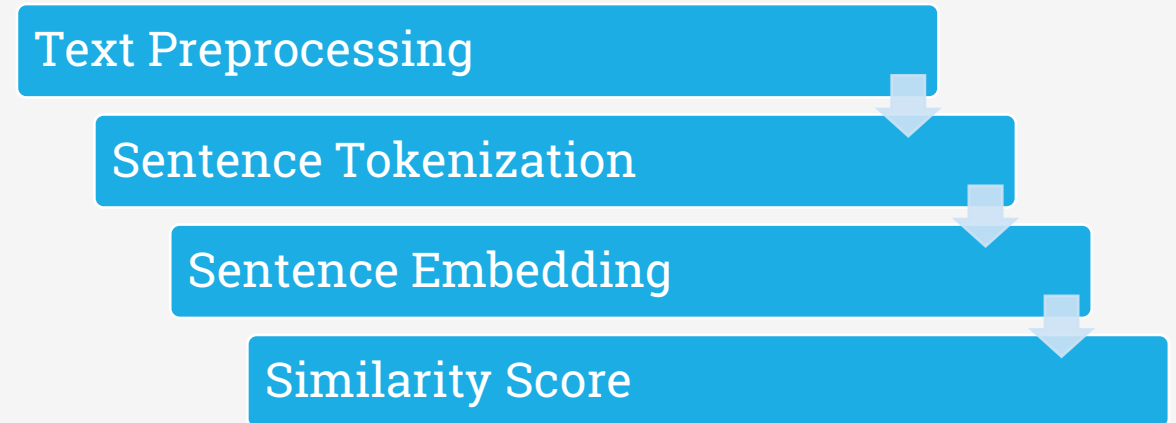 Text Preprocessing
Sentence Tokenization
Sentence Embedding
Similarity Score